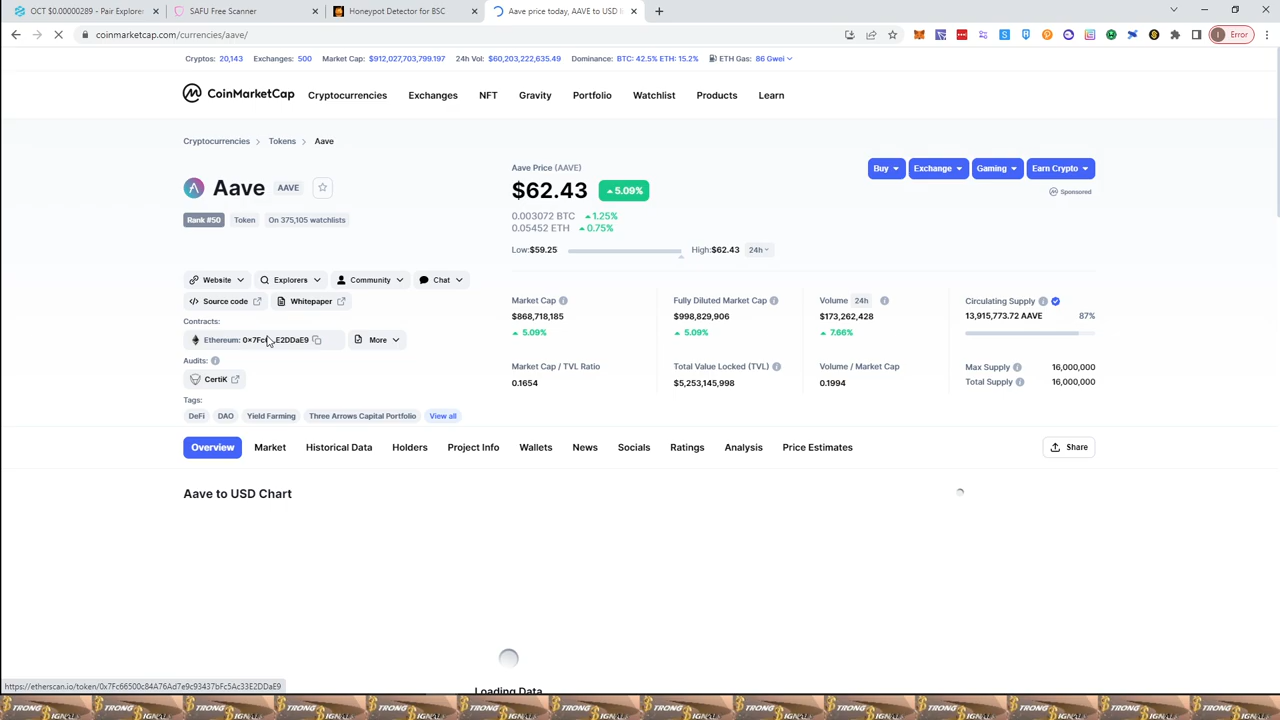 OCT $0.00000289 - Pair Explorer
SAFU Free Scanner
Honeypot Detector for BSC
Aave price today, AAVE to USD
coinmarketcap.com/currencies/aave/
Error
Cryptos: 20,143 Exchanges: 500 Market Cap: $912,027,703,799.197 24h Vol: $60,203,222,635.49 Dominance: BTC: 42.5% ETH: 15.2% ETH Gas: 86 Gwei
CoinMarketCap Cryptocurrencies Exchanges NFT Gravity Portfolio Watchlist Products Learn
Cryptocurrencies > Tokens > Aave
Aave AAVE
Rank #50 Token On 375,105 watchlists
Aave Price (AAVE)
$62.43 5.09%
0.003072 BTC 1.25%
0.05452 ETH 0.75%
Low:$59.25 High:$62.43 24h
Buy Exchange Gaming Earn Crypto
Sponsored
Website Explorers Community Chat
Source code Whitepaper
Contracts:
Ethereum: 0x7Fc E2DDaE9 More
Audits:
CertiK
Tags:
DeFi DAO Yield Farming Three Arrows Capital Portfolio View all
Market Cap
$868,718,185
5.09%
Market Cap / TVL Ratio
0.1654
Fully Diluted Market Cap
$998,829,906
5.09%
Total Value Locked (TVL)
$5,253,145,998
Volume 24h
$173,262,428
7.66%
Volume / Market Cap
0.1994
Circulating Supply
13,915,773.72 AAVE 87%
Max Supply 16,000,000
Total Supply 16,000,000
Overview Market Historical Data Holders Project Info Wallets News Socials Ratings Analysis Price Estimates Share
Aave to USD Chart
Loading Data
https://etherscan.io/token/0x7Fc66500c84A76Ad7e9c93437bFc5Ac33E2DDaE9